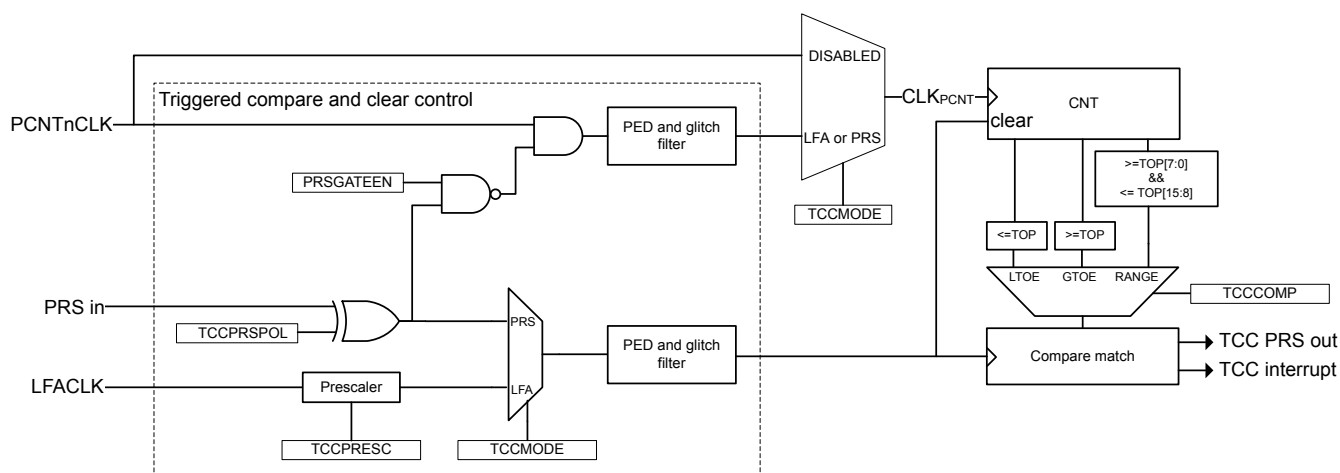 DISABLED
Triggered compare and clear control
PCNTnCLK
PED and glitch
filter
LFA or PRS
CLKPCNT
CNT
clear
PRSGATEEN
TCCMODE
>=TOP[7:0]
&&
<= TOP[15:8]
<=TOP
>=TOP
LTOE
GTOE
RANGE
TCCCOMP
PRS in
TCCPRSPOL
PRS
PED and glitch
filter
Compare match
TCC PRS out
TCC interrupt
LFACLK
Prescaler
LFA
TCCPRESC
TCCMODE